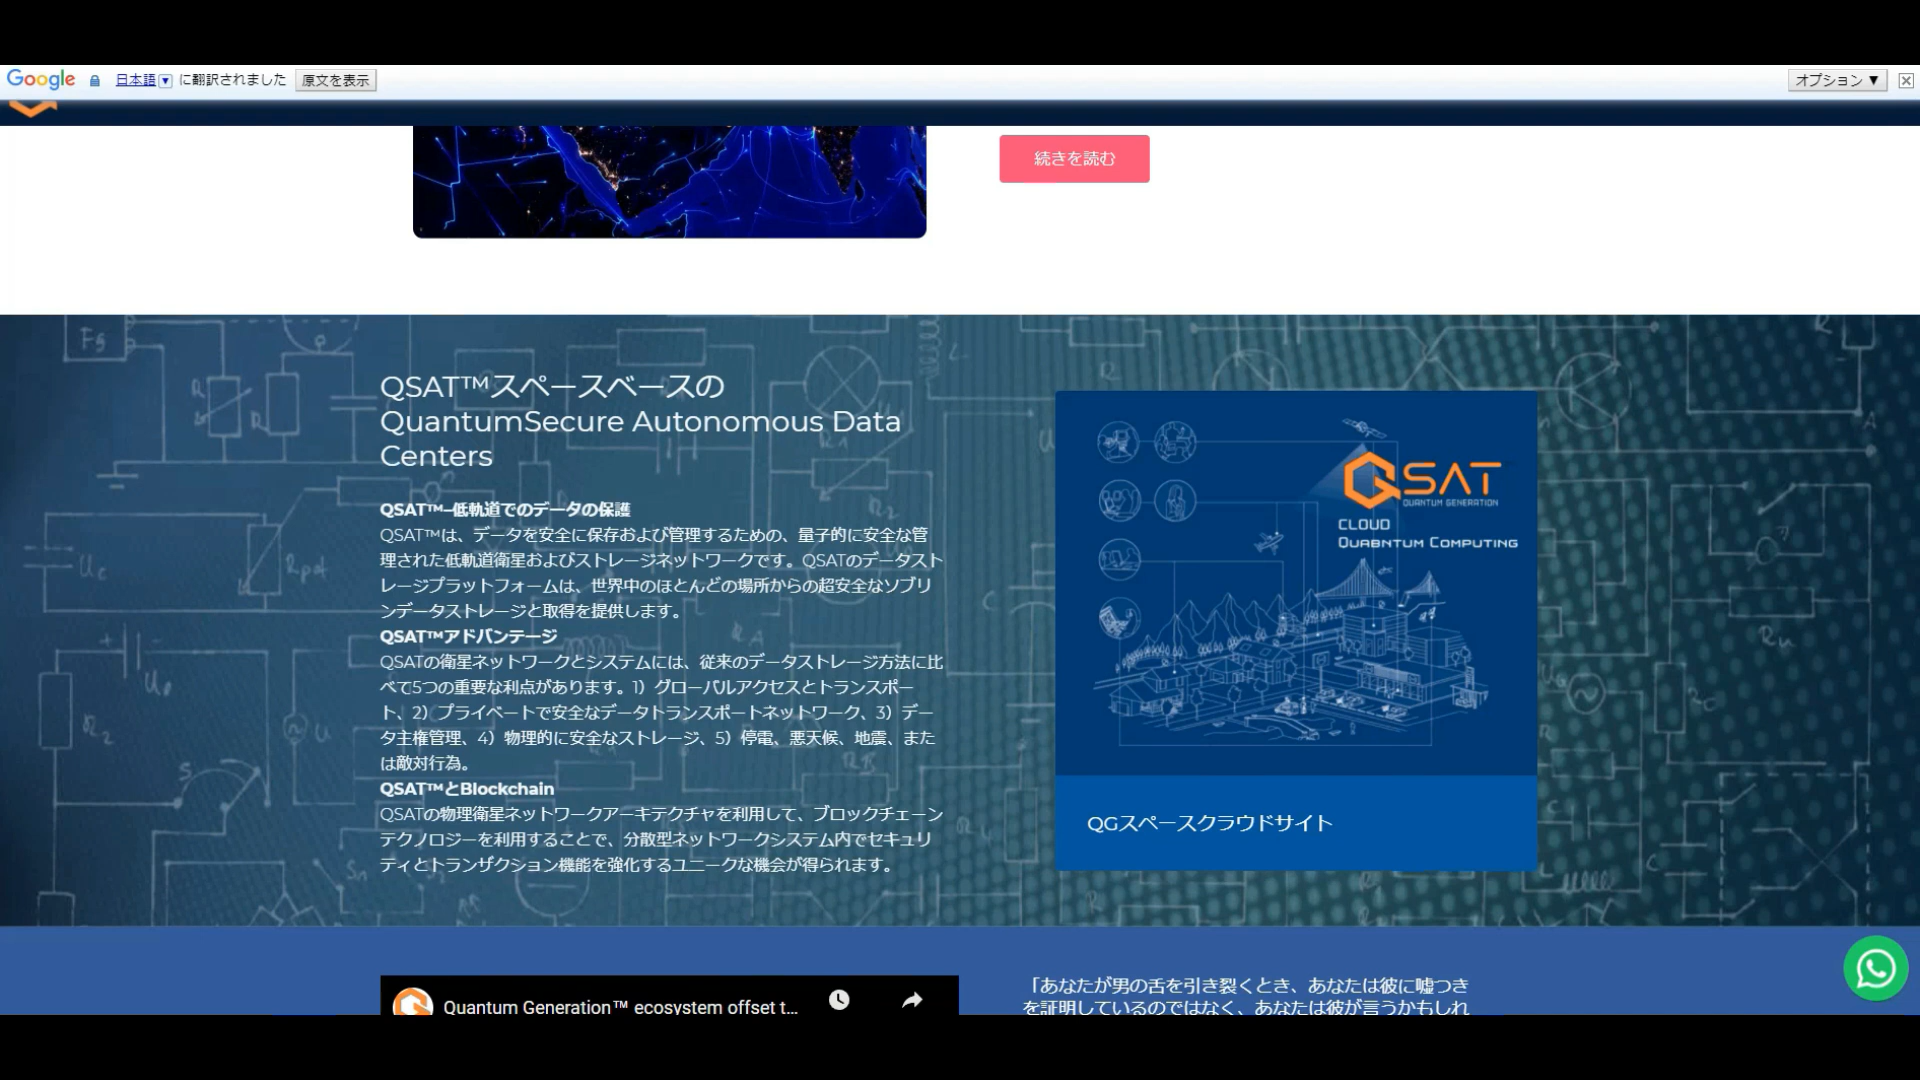 Google 日本語 に翻訳されました 原文を表示 オプション ▼
続きを読む
QSAT™スペースベースの
QuantumSecure Autonomous Data
Centers
QSAT™–低軌道でのデータの保護
QSAT™は、データを安全に保存および管理するための、量子的に安全な管
理された低軌道衛星およびストレージネットワークです。QSATのデータスト
レージプラットフォームは、世界中のほとんどの場所からの超安全なソブリ
ンデータストレージと取得を提供します。
QSAT™アドバンテージ
QSATの衛星ネットワークとシステムには、従来のデータストレージ方法に比
べて5つの重要な利点があります。1）グローバルアクセスとトランスポー
ト、2）プライベートで安全なデータトランスポートネットワーク、3）デー
タ主権管理、4）物理的に安全なストレージ、5）停電、悪天候、地震、また
は敵対行為。
QSAT™とBlockchain
QSATの物理衛星ネットワークアーキテクチャを利用して、ブロックチェーン
テクノロジーを利用することで、分散型ネットワークシステム内でセキュリ
ティとトランザクション機能を強化するユニークな機会が得られます。
QSAT
QUANTUM GENERATION
CLOUD
QUABNTUM COMPUTING
QGスペースクラウドサイト
Quantum Generation™ ecosystem offset t...
「あなたが男の舌を引き裂くとき、あなたは彼に嘘つき
を証明しているのではなく、あなたは彼が言うかもしれ